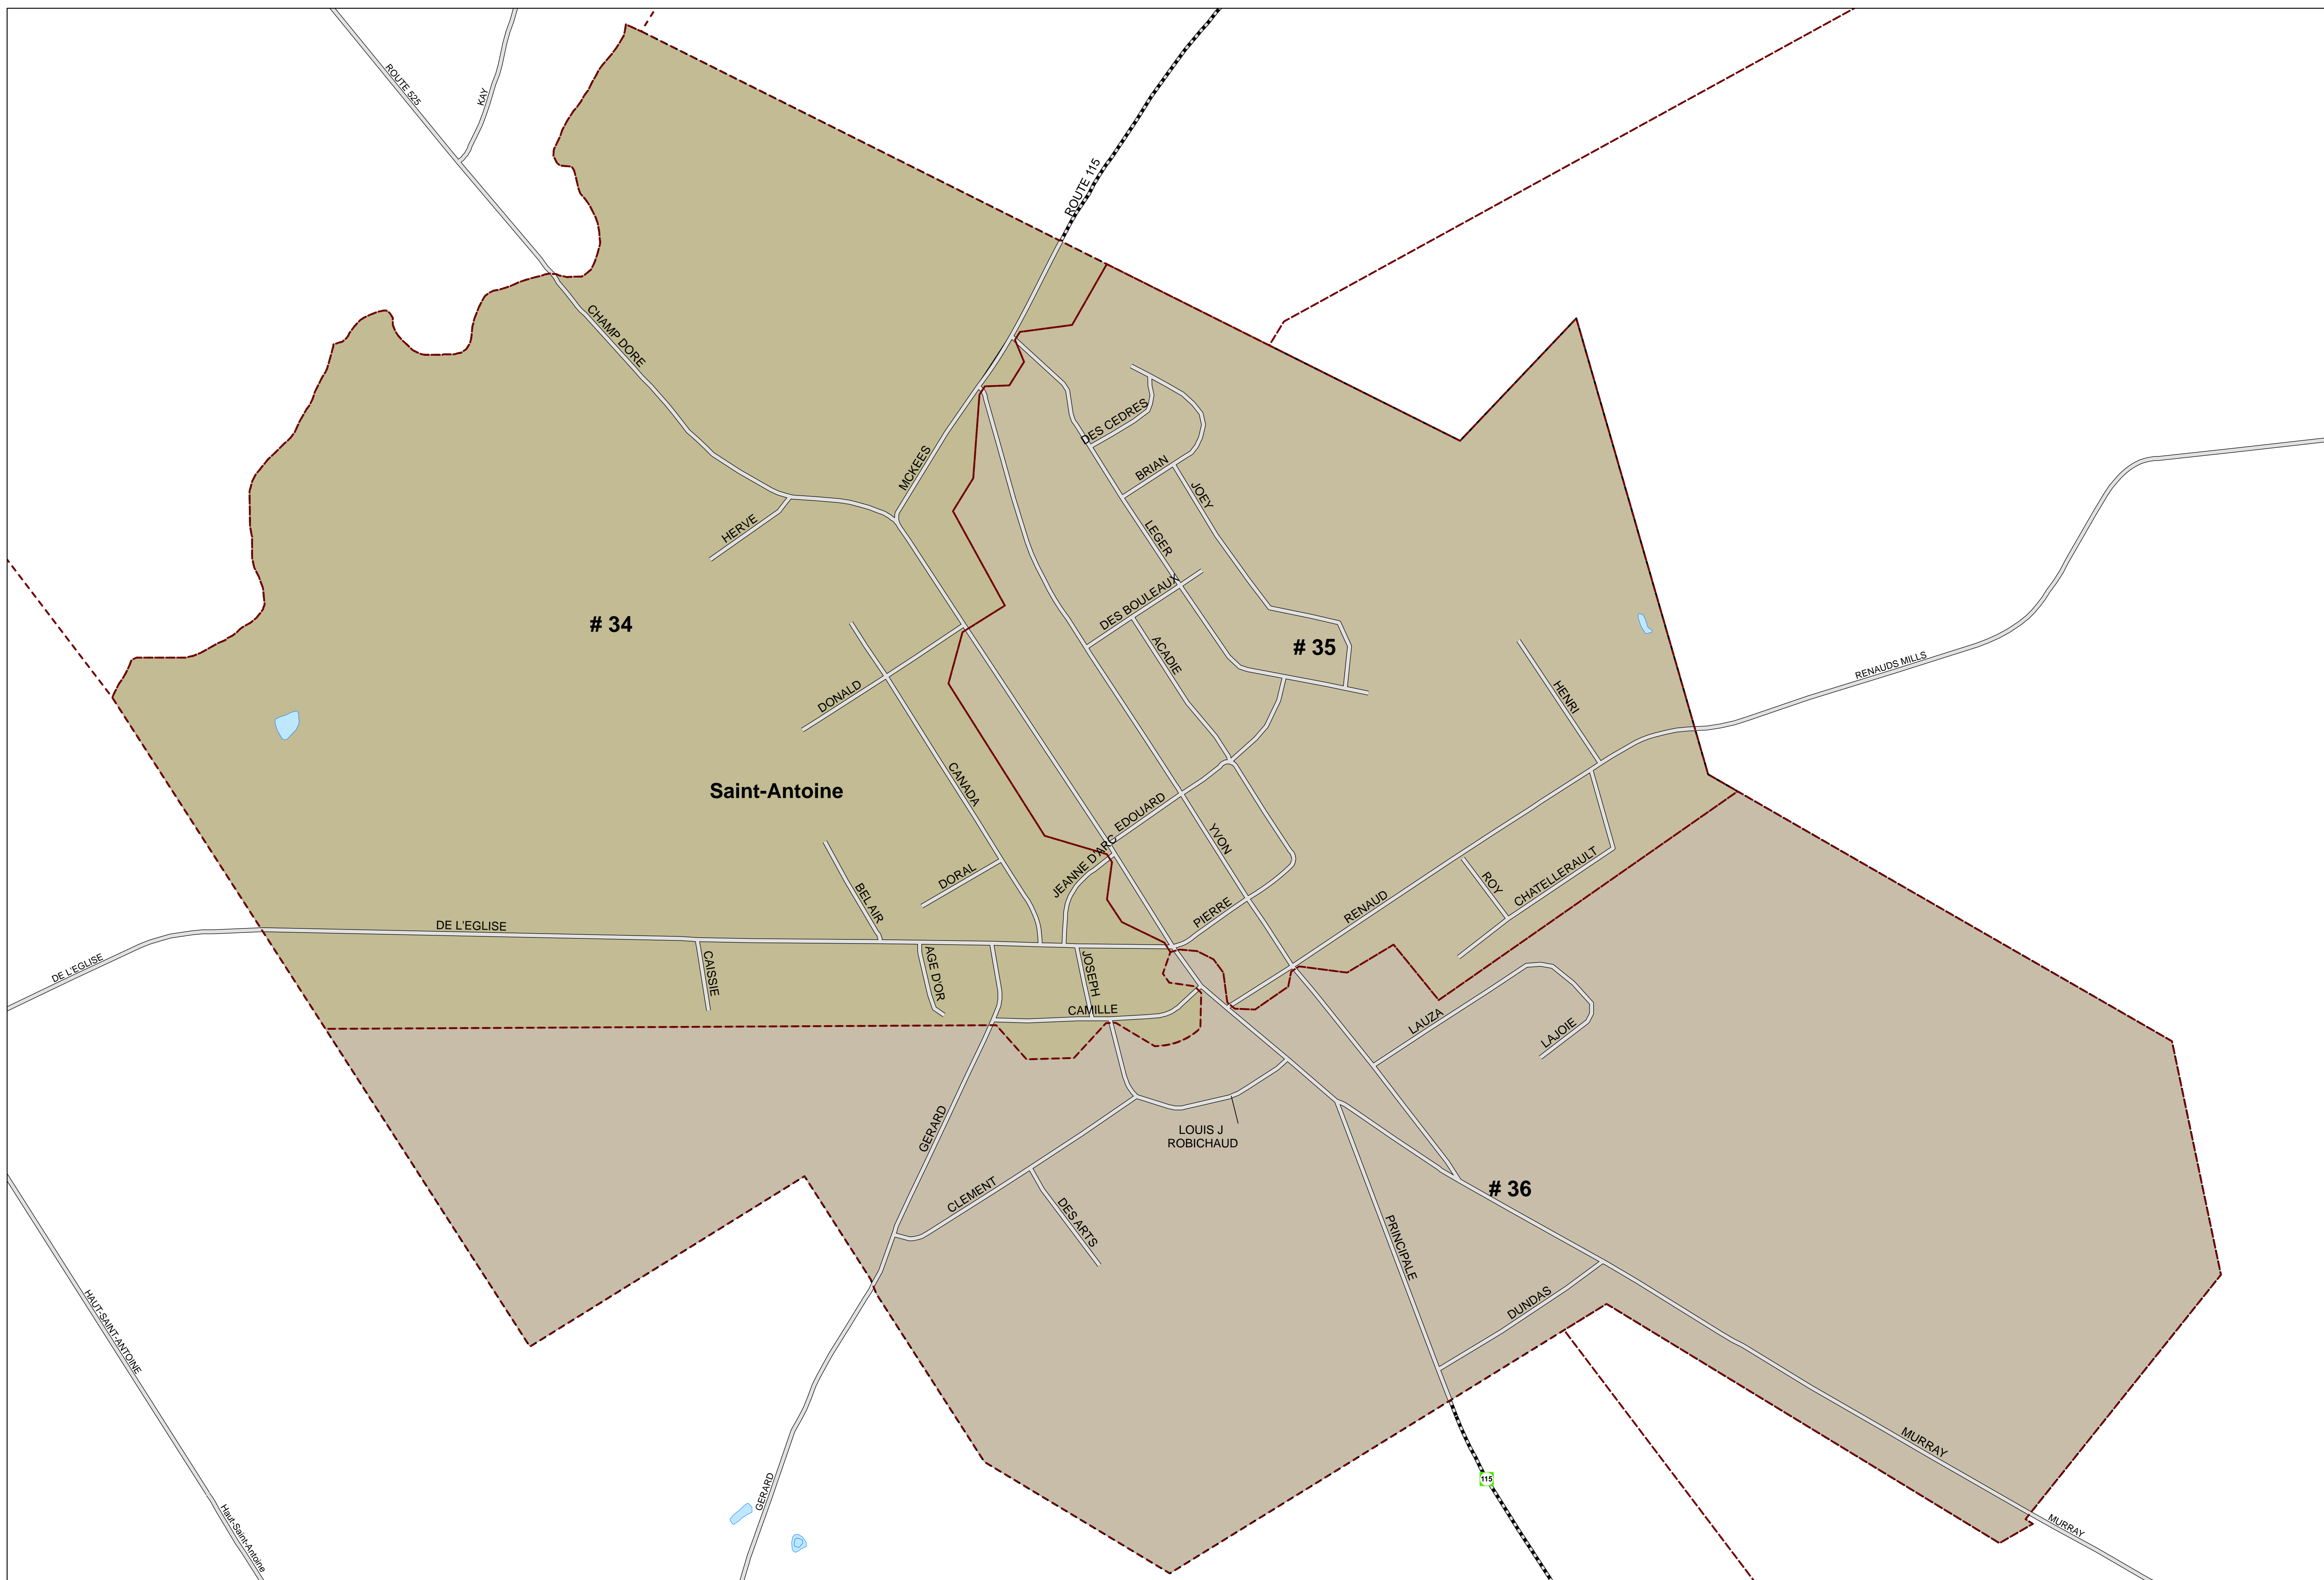 ROUTE 525
KAY
ROUTE 115
CHAMP DORE
MCKEES
DES CEDRES
BRIAN
JOEY
HERVE
LEGER
DES BOULEAUX
# 34
# 35
ACADIE
RENAUDS MILLS
DONALD
HENRI
Saint-Antoine
CANADA
EDOUARD
YVON
JEANNE D'ARC
DORAL
BELAIR
ROY
CHATELLERAULT
RENAUD
PIERRE
DE L'EGLISE
DE L'EGLISE
CAISSIE
AGE D'OR
JOSEPH
CAMILLE
LAUZA
LAJOIE
GERARD
LOUIS J
ROBICHAUD
CLEMENT
DES ARTS
# 36
PRINCIPALE
DUNDAS
HAUT-SAINT-ANTOINE
MURRAY
115
GERARD
Haut-Saint-Antoine
MURRAY